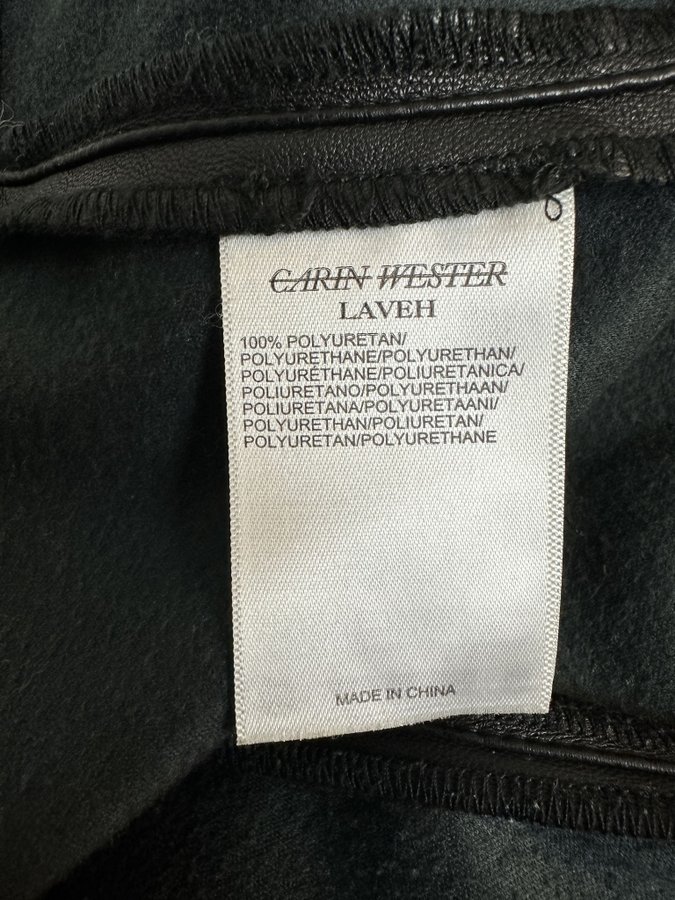 CARIN WESTER
LAVEH
100% POLYURETAN/
POLYURETHANE/POLYURETHAN/
POLYURÉTHANE/POLIURETANICA/
POLIURETANO/POLYURETHAAN/
POLIURETANA/POLYURETAANI/
POLYURETHAN/POLIURETAN/
POLYURETAN/POLYURETHANE
MADE IN CHINA